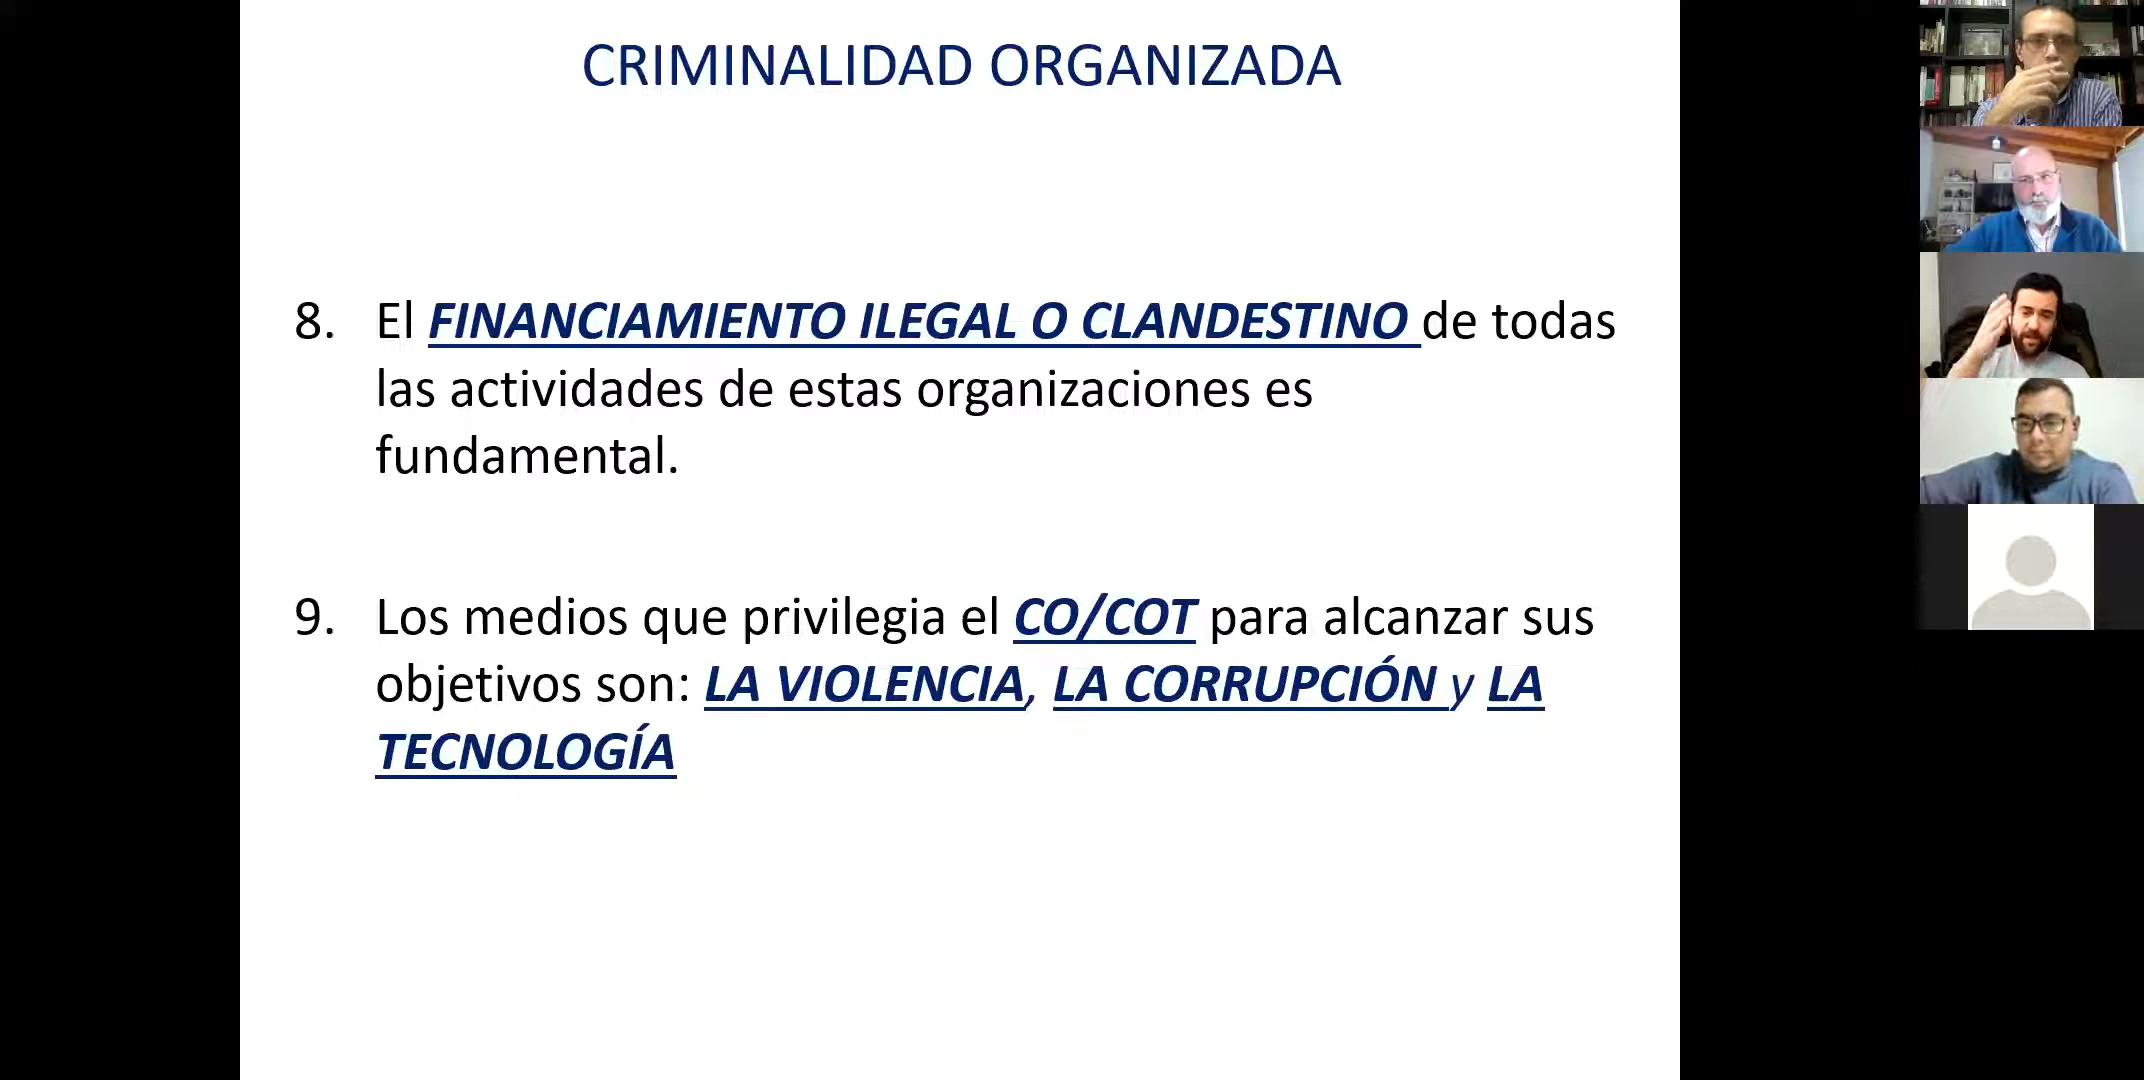 CRIMINALIDAD ORGANIZADA
8. El FINANCIAMIENTO ILEGAL O CLANDESTINO de todas
las actividades de estas organizaciones es
fundamental.
9. Los medios que privilegia el CO/COT para alcanzar sus
objetivos son: LA VIOLENCIA, LA CORRUPCIÓN y LA
TECNOLOGÍA